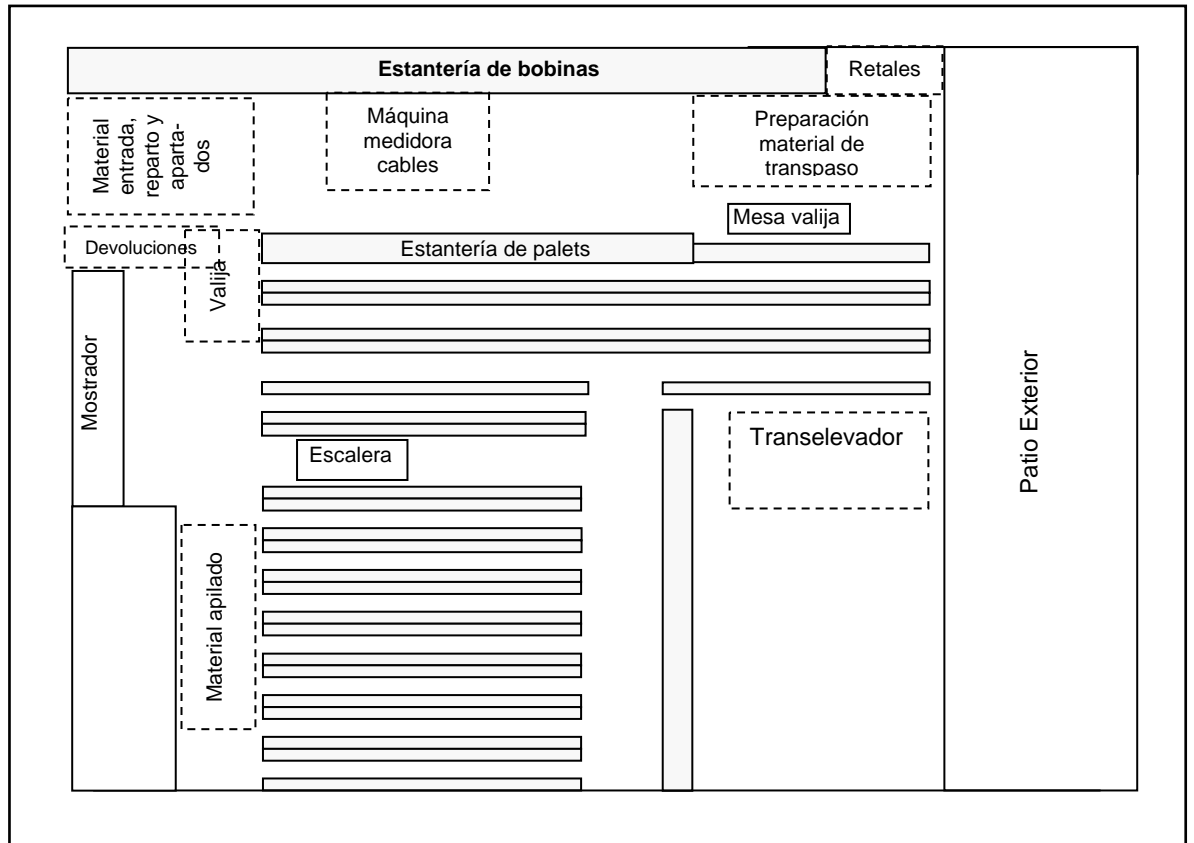 Estantería de bobinas
Retales
Material
entrada,
reparto y
aparta-
dos
Máquina
medidora
cables
Preparación
material de
transpaso
Mesa valija
Devoluciones
Valija
Estantería de palets
Mostrador
Escalera
Transelevador
Patio Exterior
Material apilado